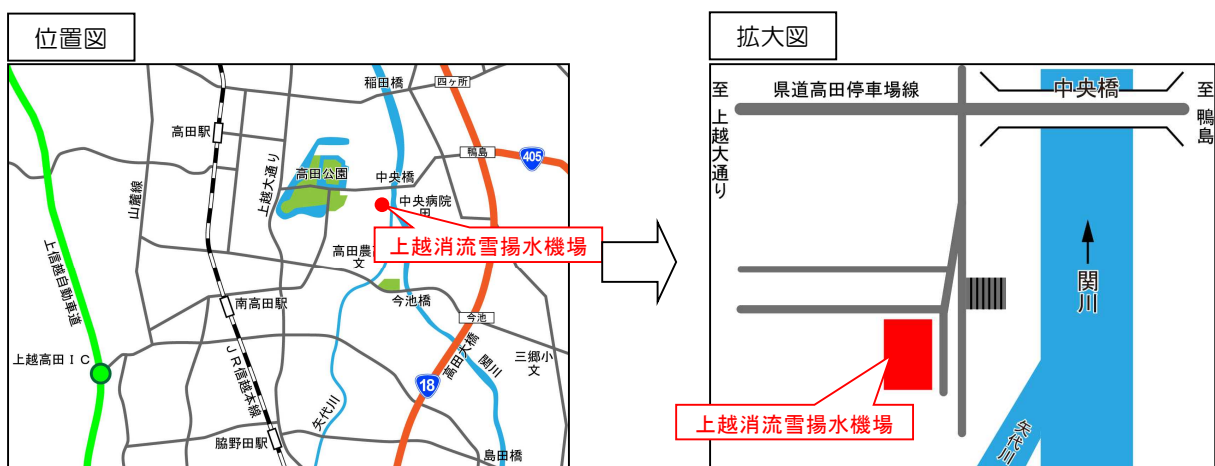 位置図
稲田橋
四ヶ所
高田駅
鴨島
405
高田公園
中央橋
山麓線
上越大通り
中央病院
上越消流雪揚水機場
高田農
文
上信越自動車道
南高田駅
今池橋
今池
上越高田IC
JR信越本線
高田大橋
関川
三郷小
文
18
矢代川
脇野田駅
島田橋
拡大図
至上越大通り
県道高田停車場線
中央橋
至鴨島
関川
上越消流雪揚水機場
矢代川